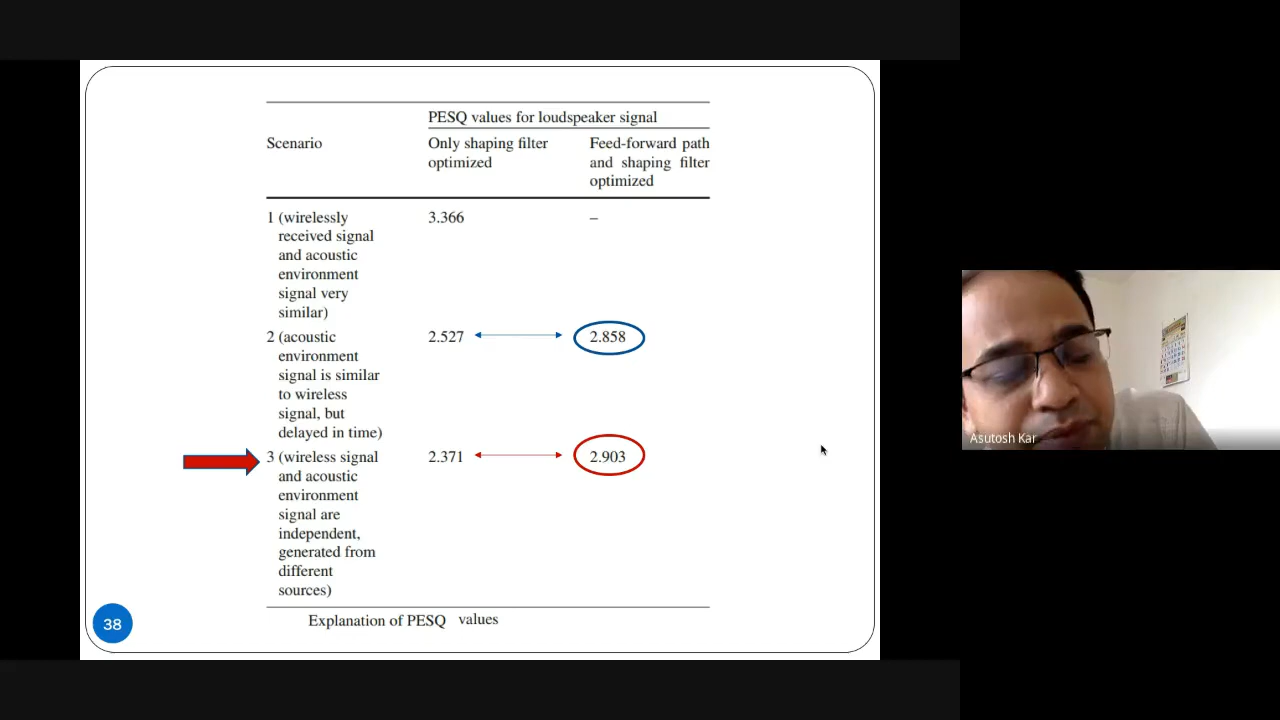 PESQ values for loudspeaker signal
Scenario
Only shaping filter
optimized
Feed-forward path
and shaping filter
optimized
1 (wirelessly
received signal
and acoustic
environment
signal very
similar)
3.366
–
2 (acoustic
environment
signal is similar
to wireless
signal, but
delayed in time)
2.527
2.858
3 (wireless signal
and acoustic
environment
signal are
independent,
generated from
different
sources)
2.371
2.903
Explanation of PESQ values
38
Asutosh Kar